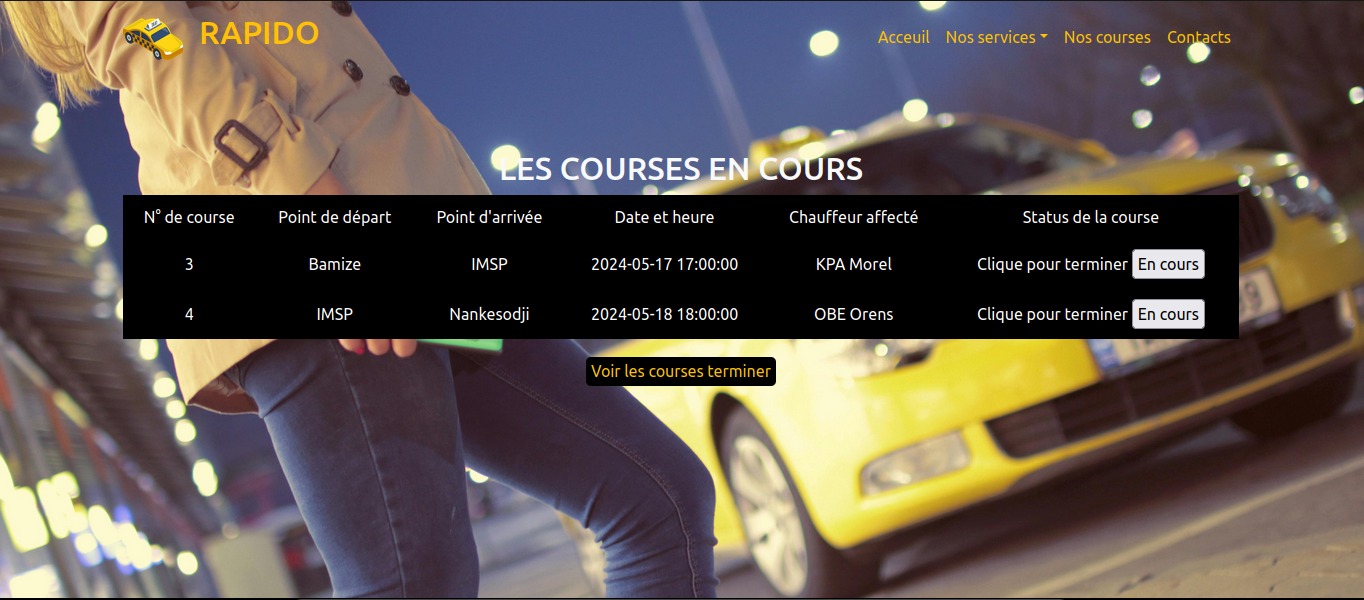 RAPIDO
Acceuil Nos services Nos courses Contacts
LES COURSES EN COURS
N° de course Point de départ Point d'arrivée Date et heure Chauffeur affecté Status de la course
3 Bamize IMSP 2024-05-17 17:00:00 KPA Morel Clique pour terminer En cours
4 IMSP Nankesodji 2024-05-18 18:00:00 OBE Orens Clique pour terminer En cours
Voir les courses terminer